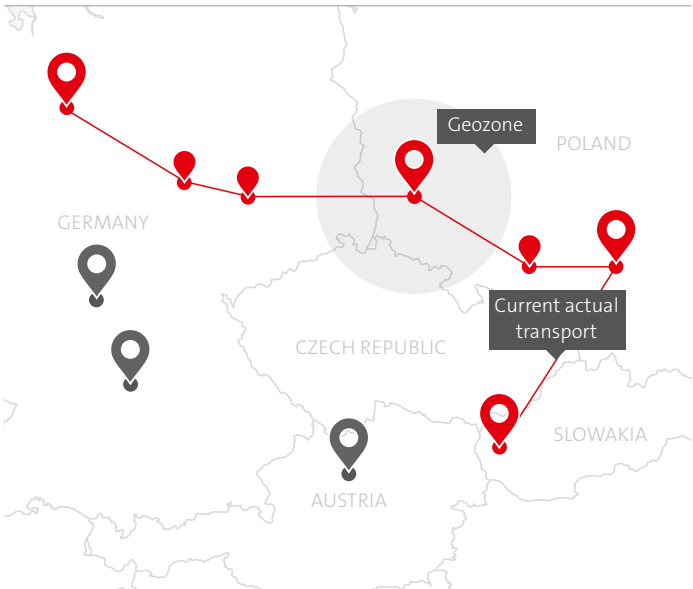 Geozone
POLAND
GERMANY
Current actual
transport
CZECH REPUBLIC
SLOWAKIA
AUSTRIA